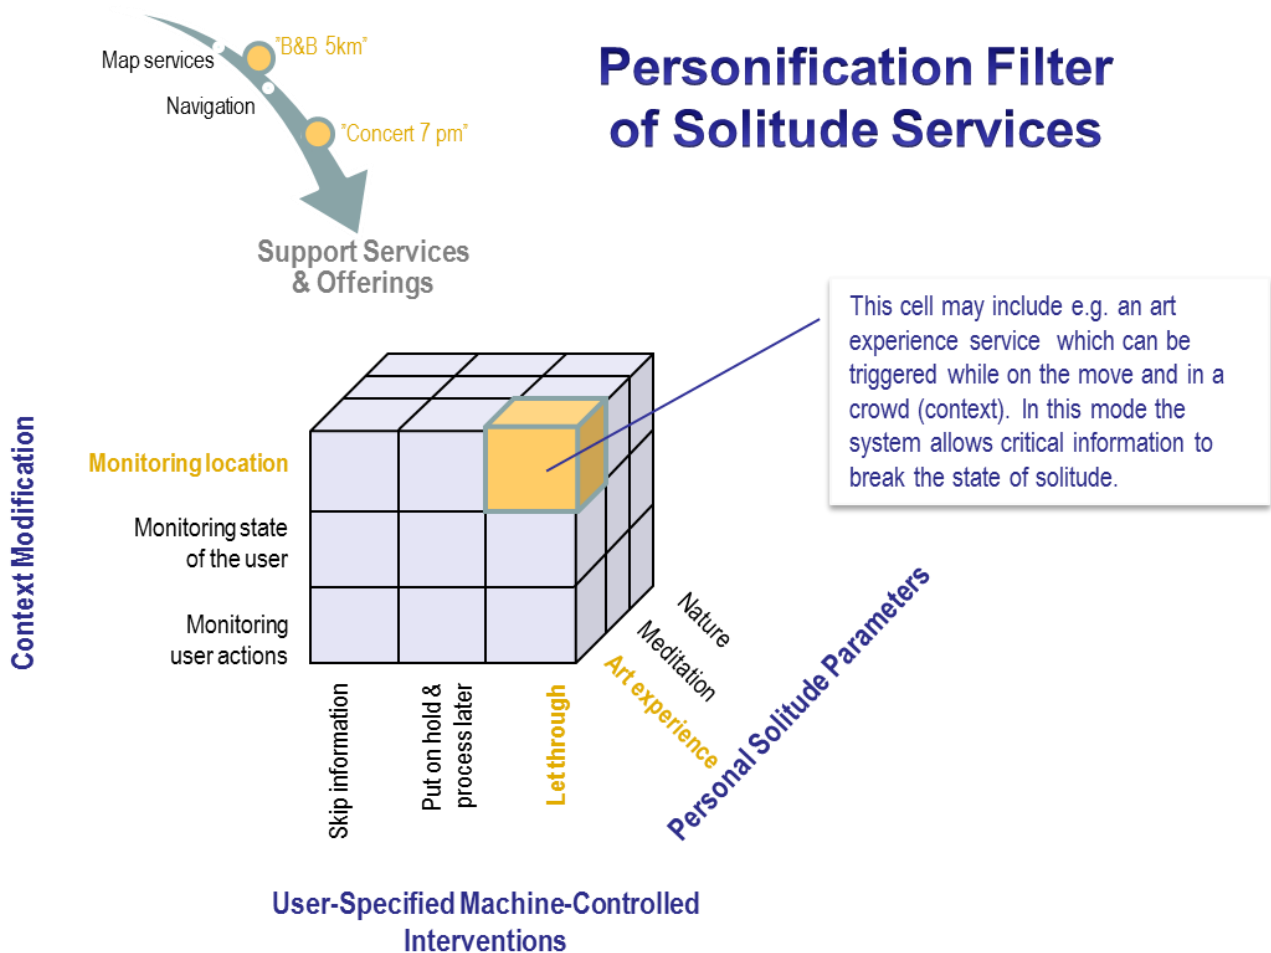 Personification Filter
of Solitude Services
Map services
"B&B 5km"
Navigation
"Concert 7 pm"
Support Services
& Offerings
This cell may include e.g. an art
experience service which can be
triggered while on the move and in a
crowd (context). In this mode the
system allows critical information to
break the state of solitude.
Context Modification
Monitoring location
Monitoring state
of the user
Monitoring
user actions
Skip information
Put on hold &
process later
Let through
Nature
Meditation
Art experience
Personal Solitude Parameters
User-Specified Machine-Controlled
Interventions